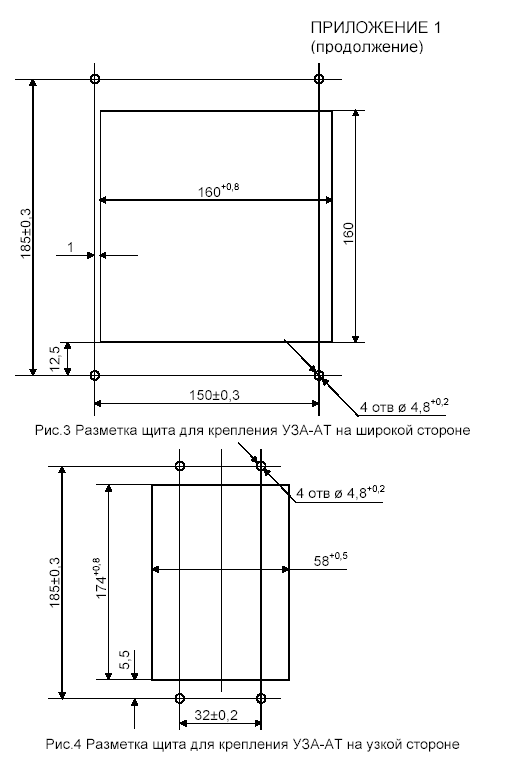 ПРИЛОЖЕНИЕ 1
(продолжение)
160+0,8
185±0,3
160
1
12,5
150±0,3
4 отв ø 4,8+0,2
Рис.3 Разметка щита для крепления УЗА-АТ на широкой стороне
4 отв ø 4,8+0,2
185±0,3
174+0,8
58+0,5
5,5
32±0,2
Рис.4 Разметка щита для крепления УЗА-АТ на узкой стороне